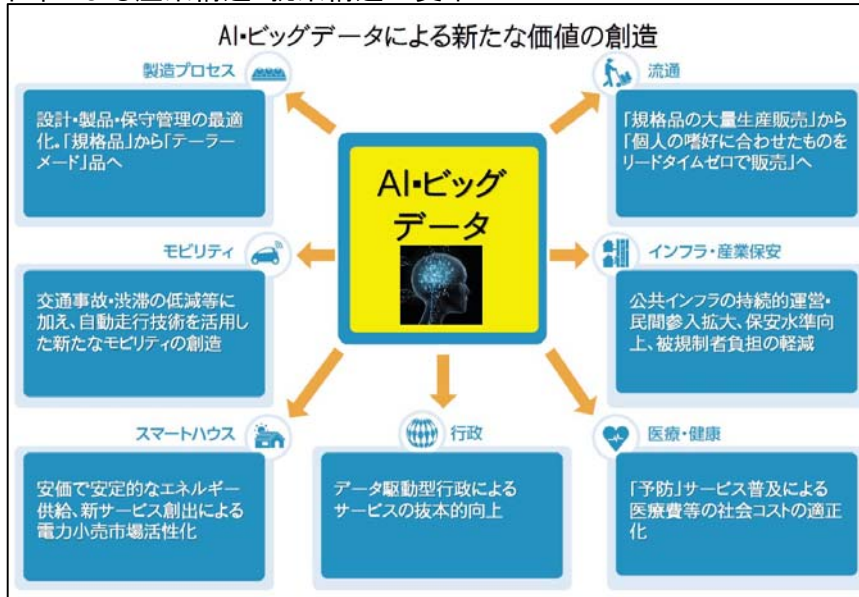 AI・ビッグデータによる新たな価値の創造
製造プロセス
設計・製品・保守管理の最適
化。「規格品」から「テーラー
メード」品へ
流通
「規格品の大量生産販売」から
「個人の嗜好に合わせたものを
リードタイムゼロで販売」へ
AI・ビッグ
データ
モビリティ
交通事故・渋滞の低減等に
加え、自動走行技術を活用し
た新たなモビリティの創造
インフラ・産業保安
公共インフラの持続的運営・
民間参入拡大、保安水準向
上、被規制者負担の軽減
スマートハウス
安価で安定的なエネルギー
供給、新サービス創出による
電力小売市場活性化
行政
データ駆動型行政による
サービスの抜本的向上
医療・健康
「予防」サービス普及による
医療費等の社会コストの適正
化